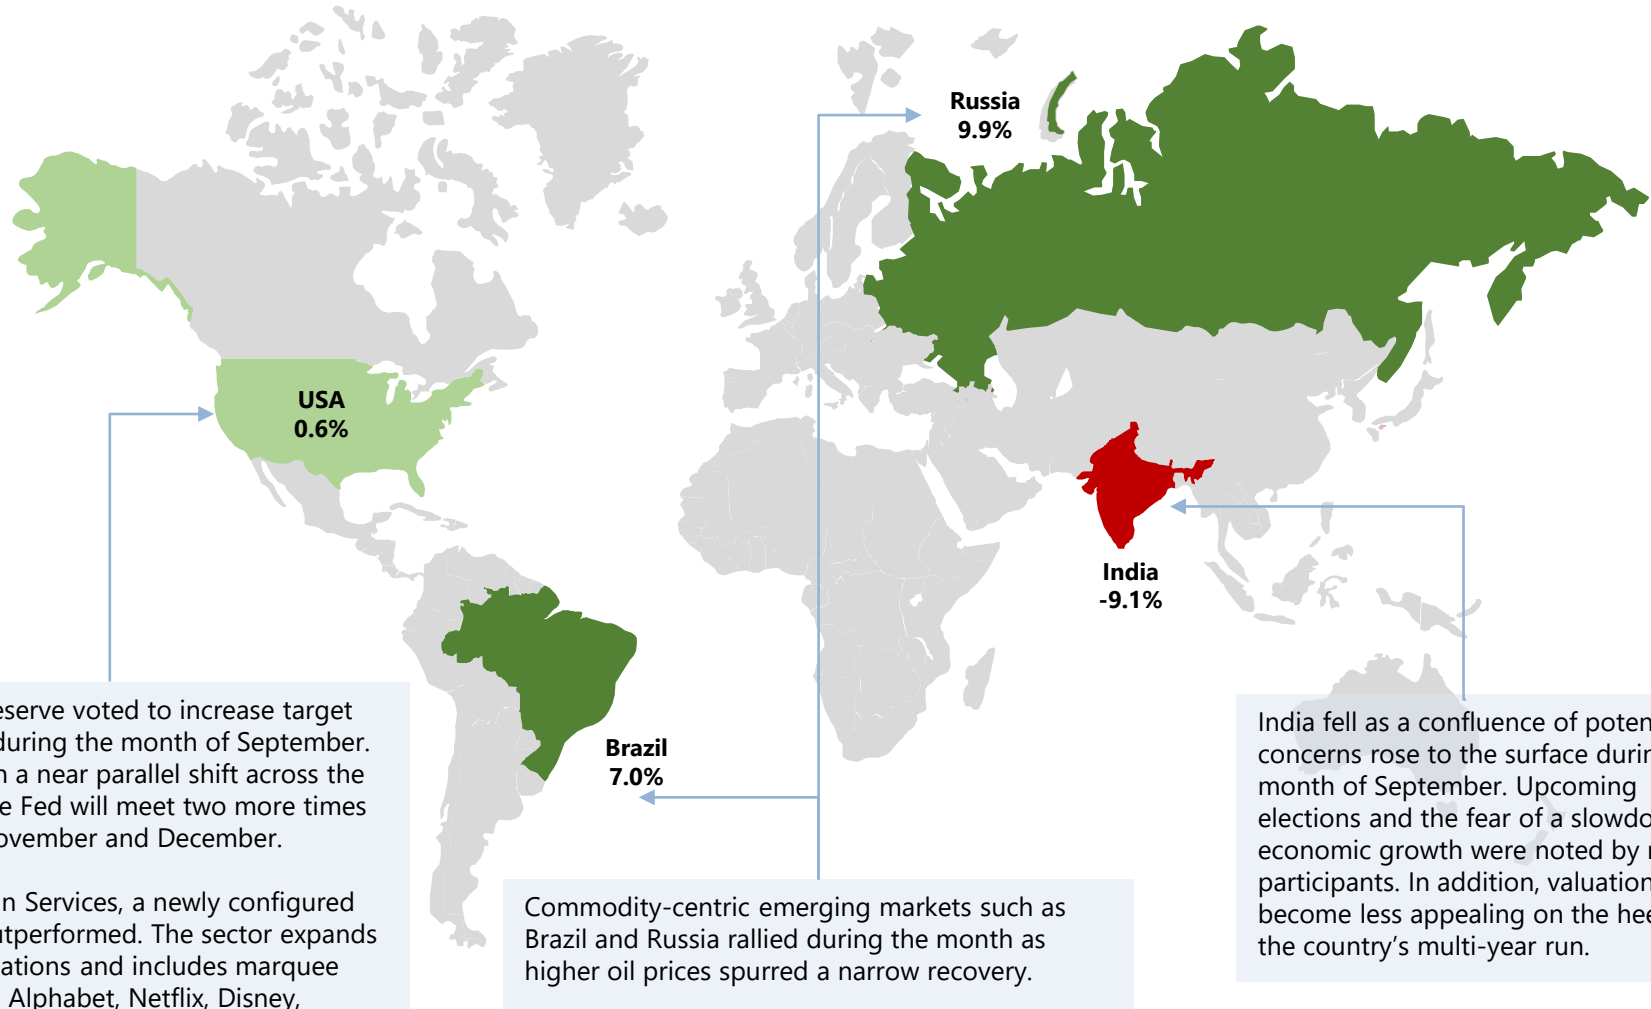 Russia
9.9%
USA
0.6%
India
-9.1%
Brazil
7.0%
eserve voted to increase target
during the month of September.
n a near parallel shift across the
e Fed will meet two more times
ovember and December.
n Services, a newly configured
utperformed. The sector expands
ations and includes marquee
Alphabet, Netflix, Disney,
Commodity-centric emerging markets such as
Brazil and Russia rallied during the month as
higher oil prices spurred a narrow recovery.
India fell as a confluence of poten
concerns rose to the surface durin
month of September. Upcoming
elections and the fear of a slowdo
economic growth were noted by
participants. In addition, valuation
become less appealing on the hee
the country's multi-year run.